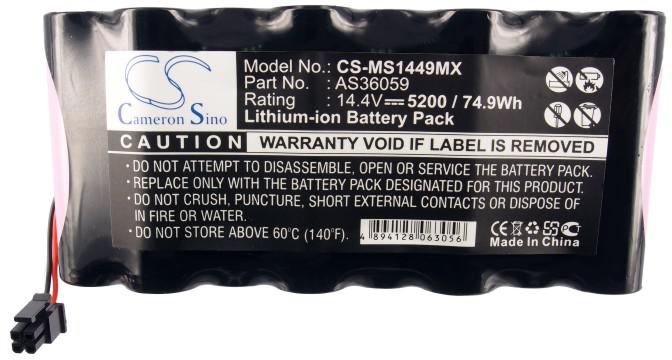 CS
Cameron Sino
Model No.: CS-MS1449MX
Part No. : AS36059
Rating : 14.4V⎓5200 / 74.9Wh
Lithium-ion Battery Pack
CAUTION WARRANTY VOID IF LABEL IS REMOVED
•DO NOT ATTEMPT TO DISASSEMBLE, OPEN OR SERVICE THE BATTERY PACK.
•REPLACE ONLY WITH BATTERY PACK DESIGNATED FOR THIS PRODUCT.
•DO NOT CRUSH, PUNCTURE, SHORT EXTERNAL CONTACTS OR DISPOSE OF
IN FIRE OR WATER.
•DO NOT STORE ABOVE 60°C (140°F).
4 894128 063056
CE
Made In China